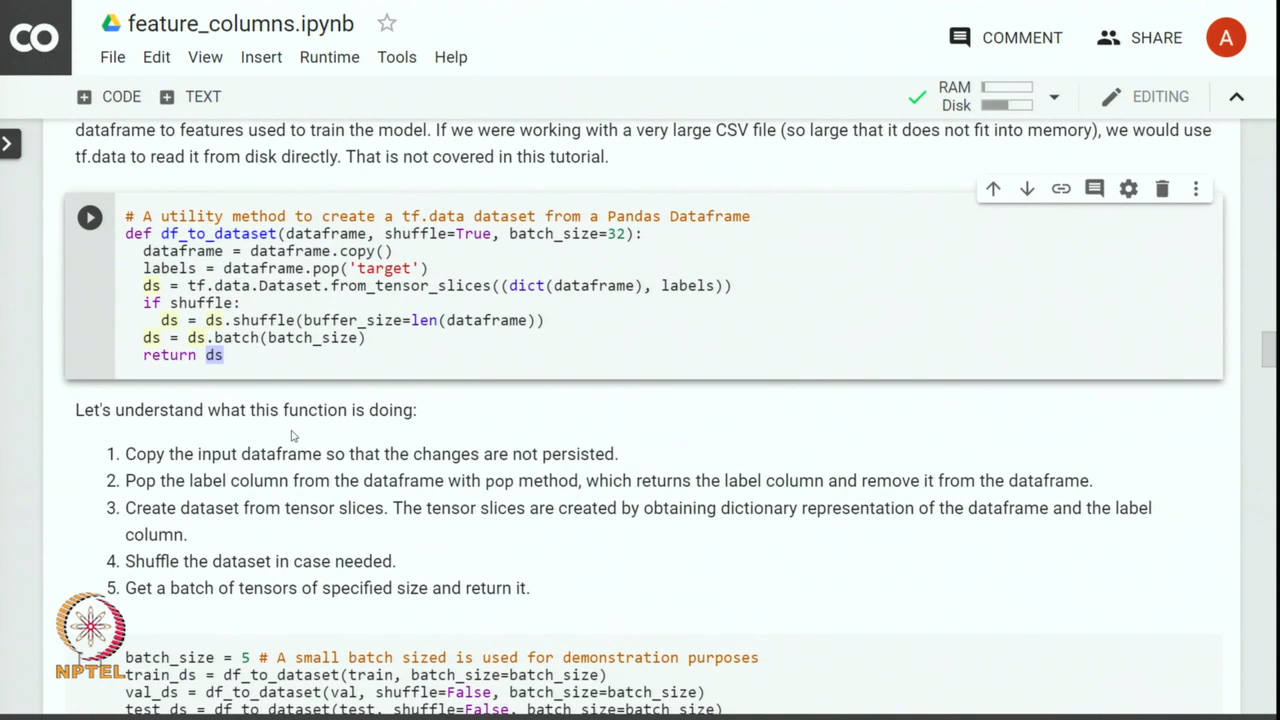 CO
feature_columns.ipynb
COMMENT
SHARE
A
File Edit View Insert Runtime Tools Help
CODE TEXT
RAM
Disk
EDITING
dataframe to features used to train the model. If we were working with a very large CSV file (so large that it does not fit into memory), we would use
tf.data to read it from disk directly. That is not covered in this tutorial.
# A utility method to create a tf.data dataset from a Pandas Dataframe
def df_to_dataset(dataframe, shuffle=True, batch_size=32):
dataframe = dataframe.copy()
labels = dataframe.pop('target')
ds = tf.data.Dataset.from_tensor_slices((dict(dataframe), labels))
if shuffle:
ds = ds.shuffle(buffer_size=len(dataframe))
ds = ds.batch(batch_size)
return ds
Let's understand what this function is doing:
1. Copy the input dataframe so that the changes are not persisted.
2. Pop the label column from the dataframe with pop method, which returns the label column and remove it from the dataframe.
3. Create dataset from tensor slices. The tensor slices are created by obtaining dictionary representation of the dataframe and the label
column.
4. Shuffle the dataset in case needed.
5. Get a batch of tensors of specified size and return it.
NPTEL
batch_size = 5 # A small batch sized is used for demonstration purposes
train_ds = df_to_dataset(train, batch_size=batch_size)
val_ds = df_to_dataset(val, shuffle=False, batch_size=batch_size)
test_ds = df_to_dataset(test, shuffle=False, batch_size=batch_size)